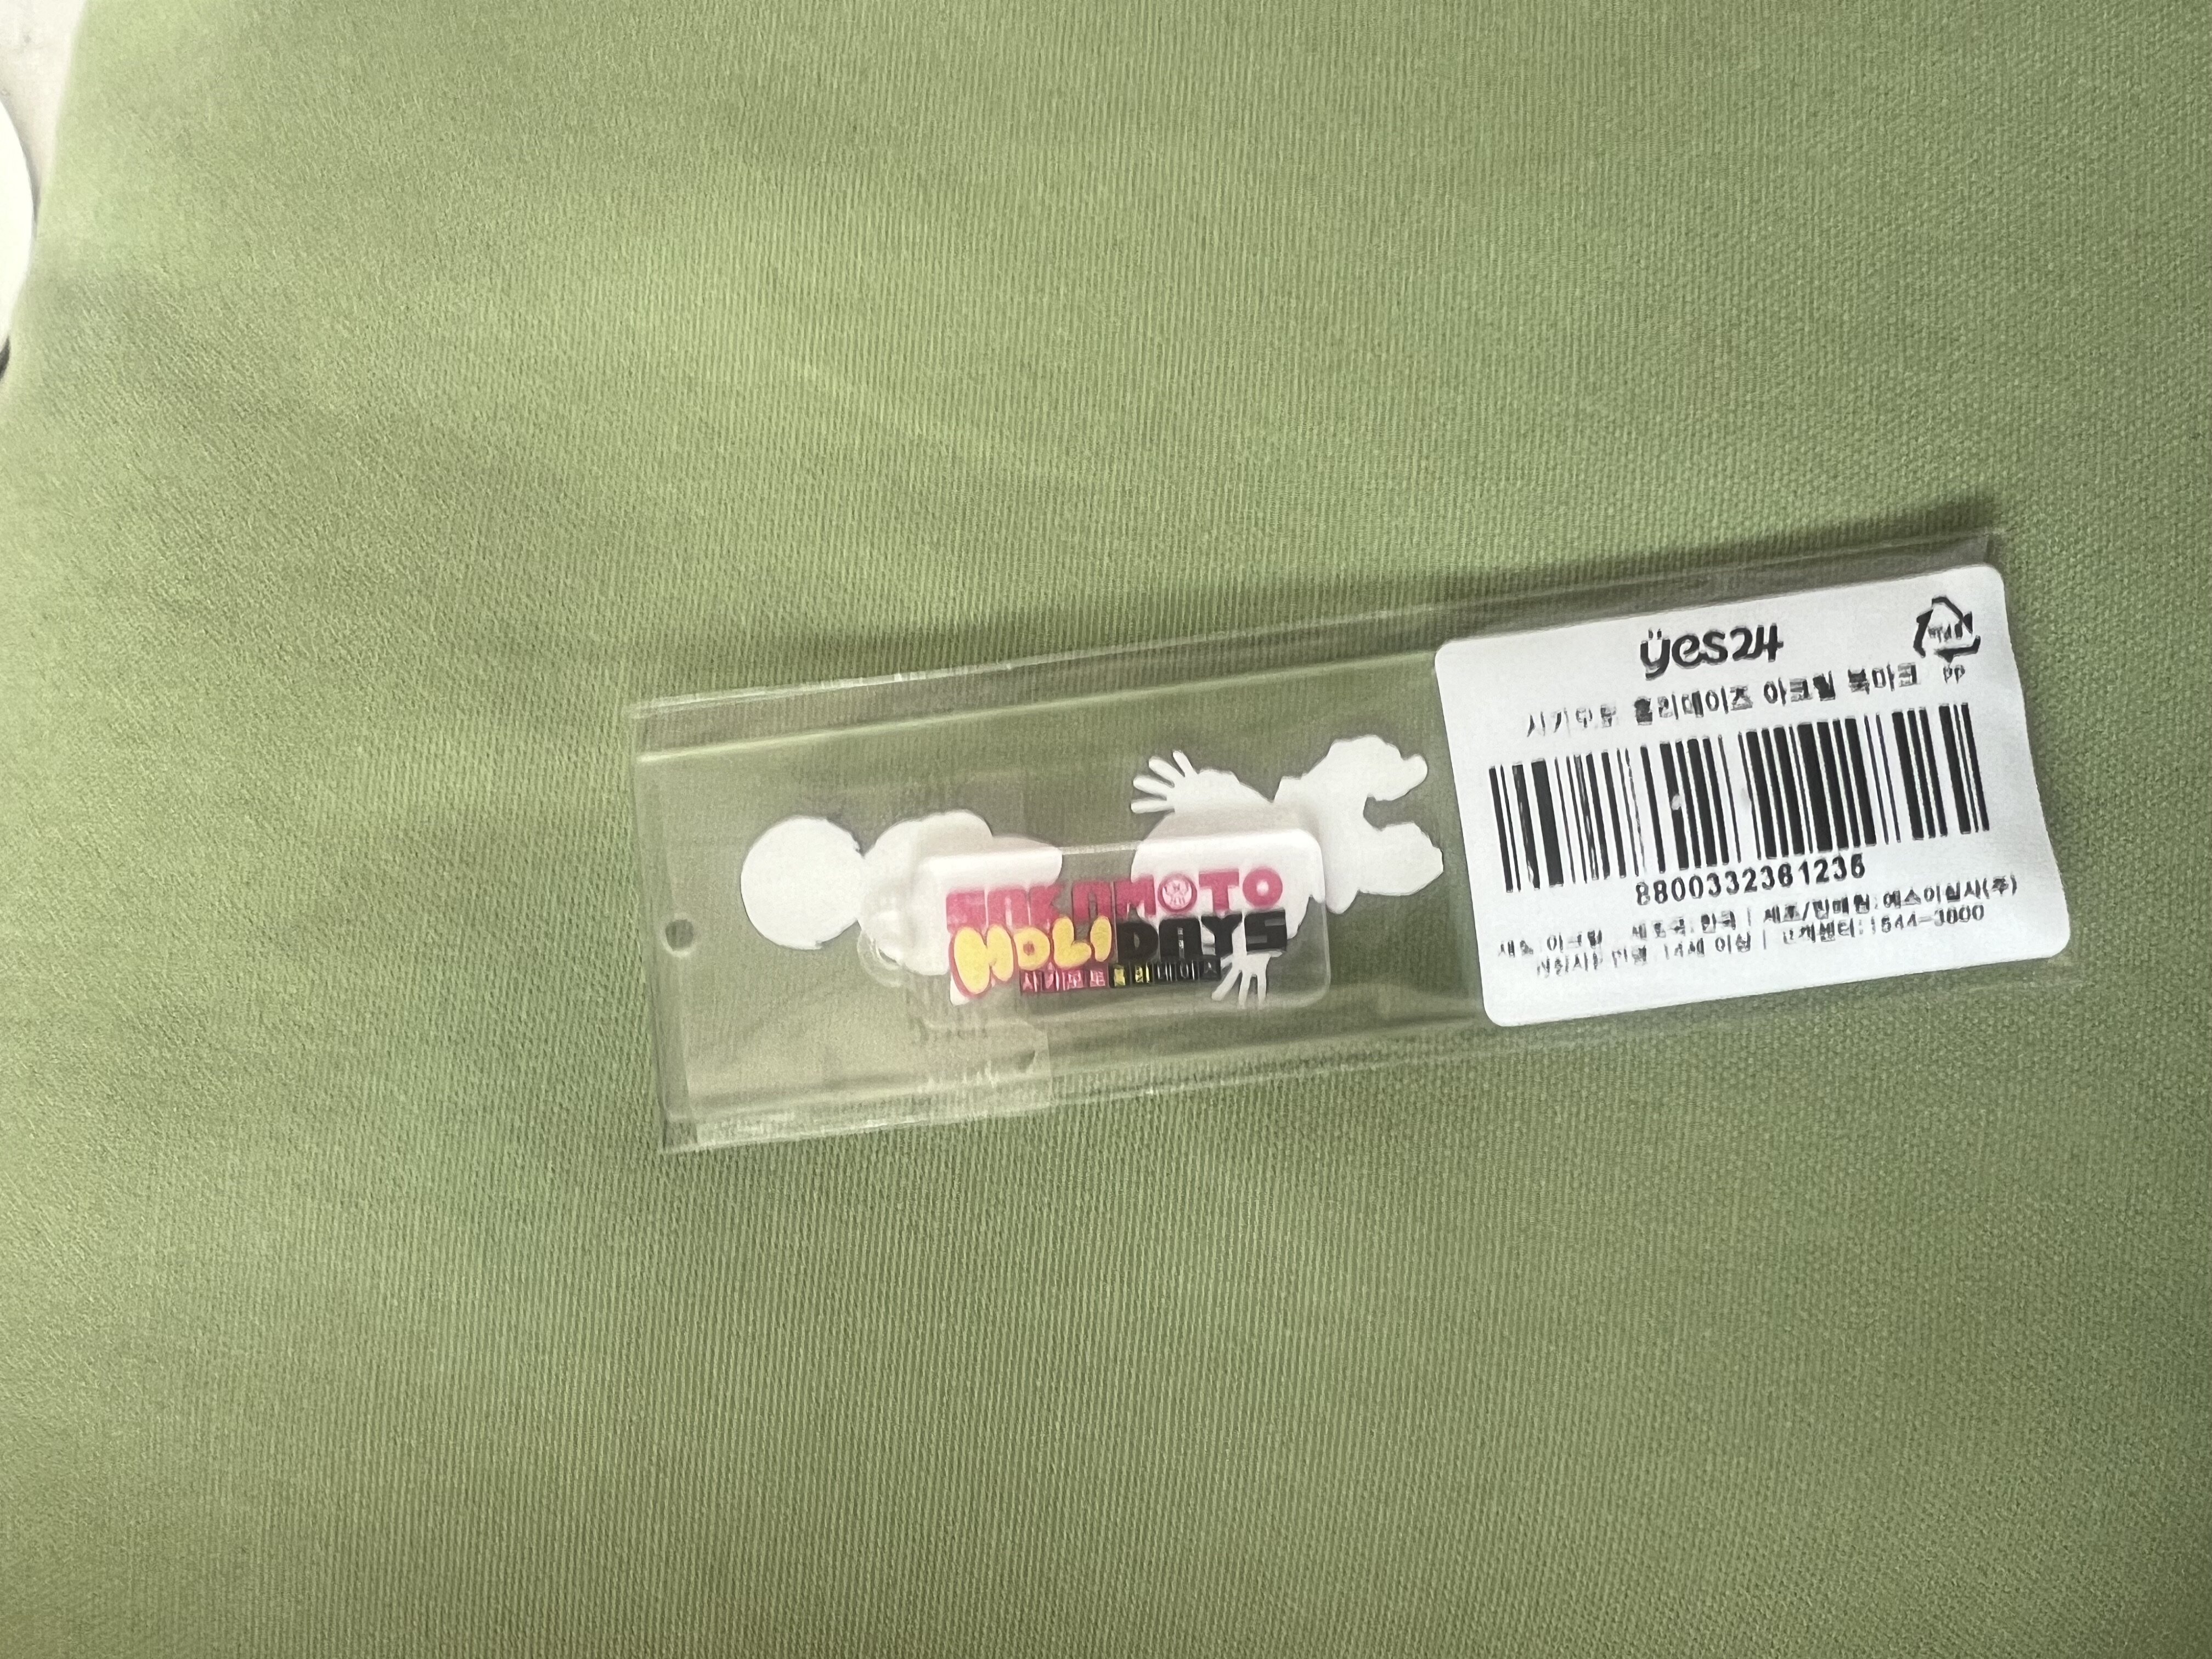 SAKAMOTO
HOLIDAYS
사카모토홀리데이즈
yes24
사카모토 홀리데이즈 아크릴 북마크
PP
8800332361235
재질:아크릴 제조국:한국 | 제조/판매원:예스이십사(주)
권장사용연령:14세 이상 | 고객센터:1544-3800